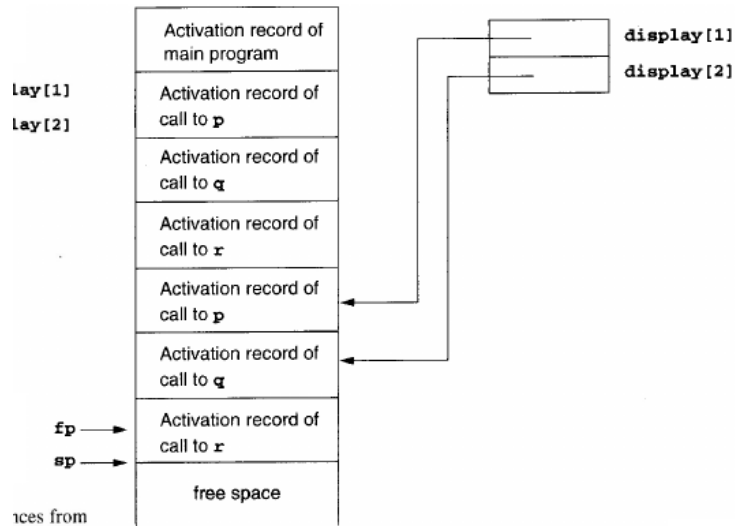 Activation record of
main program
display[1]
display[2]
lay[1]
lay[2]
Activation record of
call to p
Activation record of
call to q
Activation record of
call to r
Activation record of
call to p
Activation record of
call to q
fp
Activation record of
call to r
sp
free space
nces from